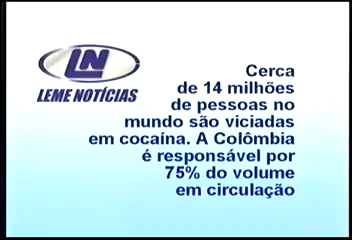 LN
LEME NOTÍCIAS
Cerca
de 14 milhões
de pessoas no
mundo são viciadas
em cocaína. A Colômbia
é responsável por
75% do volume
em circulação